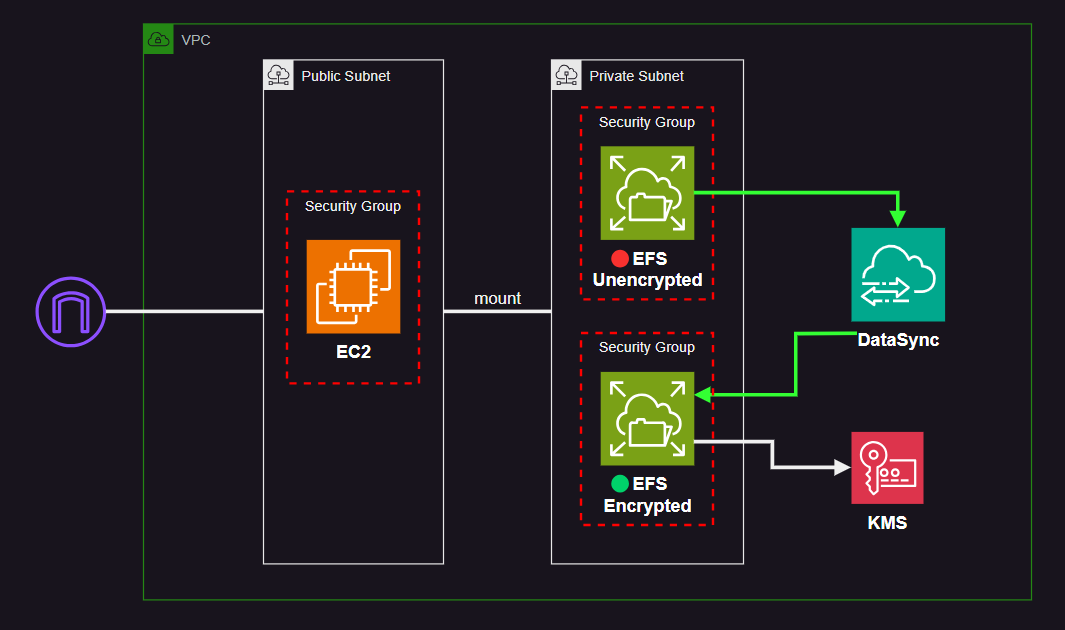 VPC
Public Subnet
Security Group
EC2
mount
Private Subnet
Security Group
EFS
Unencrypted
Security Group
EFS
Encrypted
DataSync
KMS